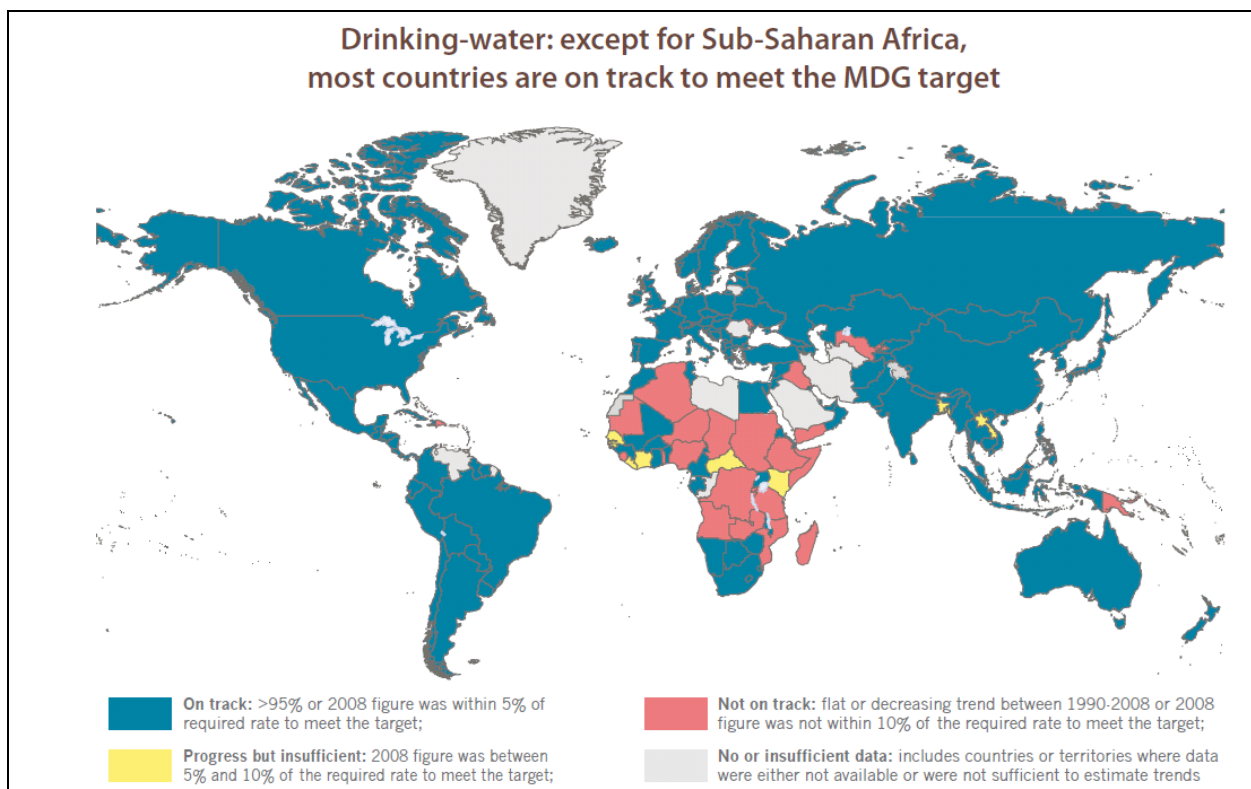 Drinking-water: except for Sub-Saharan Africa,
most countries are on track to meet the MDG target
On track: >95% or 2008 figure was within 5% of
required rate to meet the target;
Progress but insufficient: 2008 figure was between
5% and 10% of the required rate to meet the target;
Not on track: flat or decreasing trend between 1990-2008 or 2008
figure was not within 10% of the required rate to meet the target;
No or insufficient data: includes countries or territories where data
were either not available or were not sufficient to estimate trends